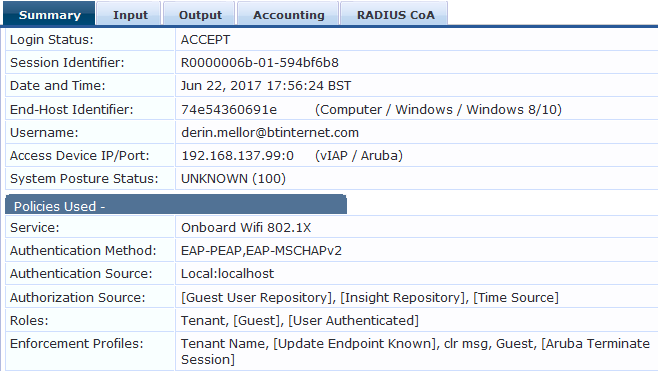 Summary Input Output Accounting RADIUS CoA
Login Status: ACCEPT
Session Identifier: R0000006b-01-594bf6b8
Date and Time: Jun 22, 2017 17:56:24 BST
End-Host Identifier: 74e54360691e (Computer / Windows / Windows 8/10)
Username: derin.mellor@btinternet.com
Access Device IP/Port: 192.168.137.99:0 (vIAP / Aruba)
System Posture Status: UNKNOWN (100)
Policies Used -
Service: Onboard Wifi 802.1X
Authentication Method: EAP-PEAP,EAP-MSCHAPv2
Authentication Source: Local:localhost
Authorization Source: [Guest User Repository], [Insight Repository], [Time Source]
Roles: Tenant, [Guest], [User Authenticated]
Enforcement Profiles: Tenant Name, [Update Endpoint Known], clr msg, Guest, [Aruba Terminate
Session]